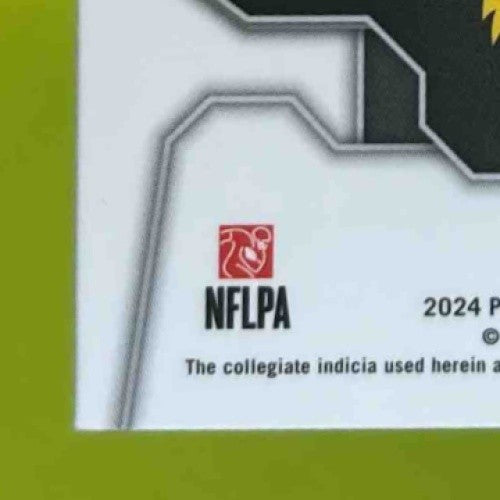 NFLPA
2024 P
©
The collegiate indicia used herein a